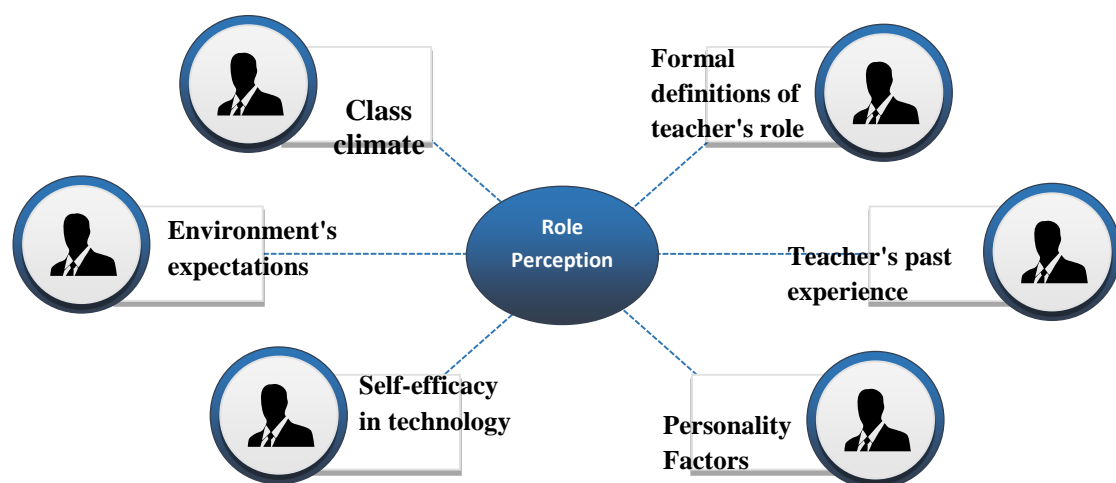 Class
climate
Formal
definitions of
teacher's role
Environment's
expectations
Role
Perception
Teacher's past
experience
Self-efficacy
in technology
Personality
Factors